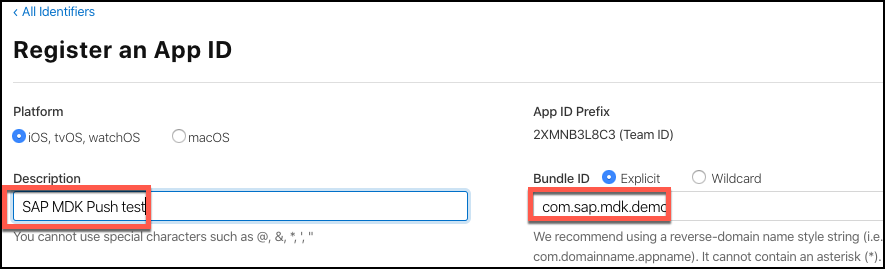 ‹ All Identifiers
Register an App ID
Platform
iOS, tvOS, watchOS macOS
Description
SAP MDK Push test
You cannot use special characters such as @, &, *, ', "
App ID Prefix
2XMNB3L8C3 (Team ID)
Bundle ID Explicit Wildcard
com.sap.mdk.demo
We recommend using a reverse-domain name style string (i.e.
com.domainname.appname). It cannot contain an asterisk (*).